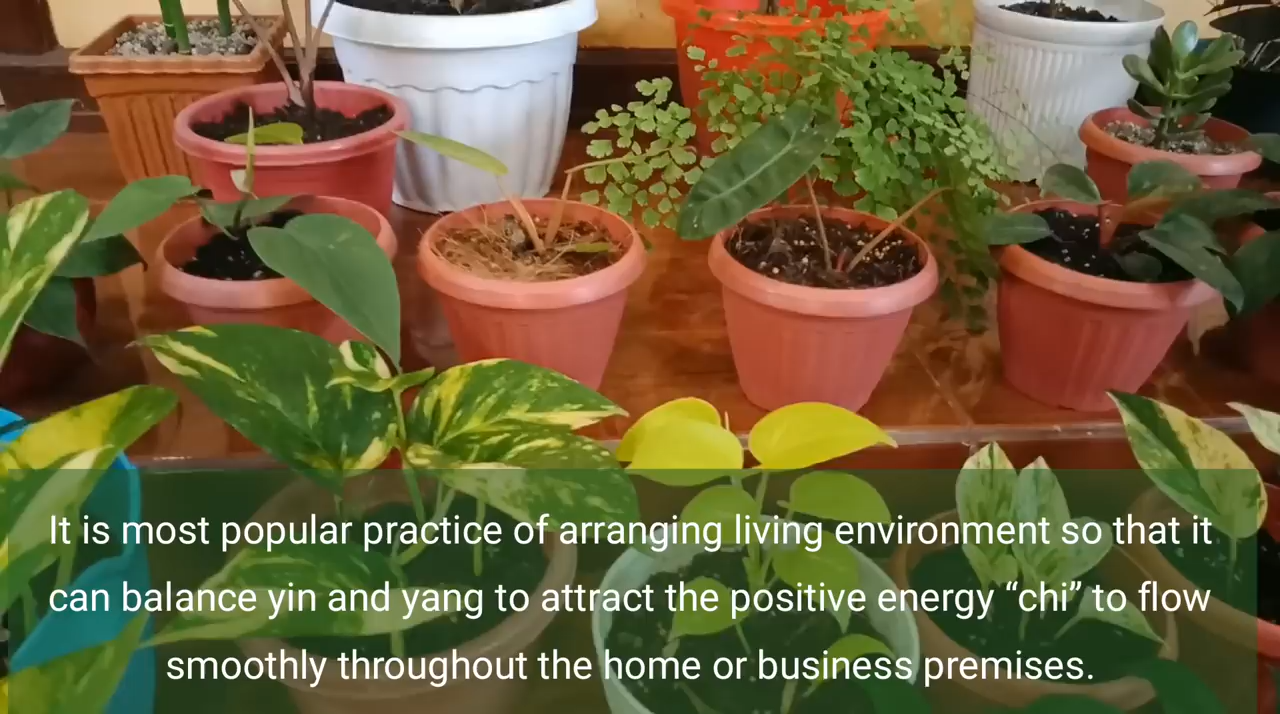 It is most popular practice of arranging living environment so that it
can balance yin and yang to attract the positive energy “chi” to flow
smoothly throughout the home or business premises.